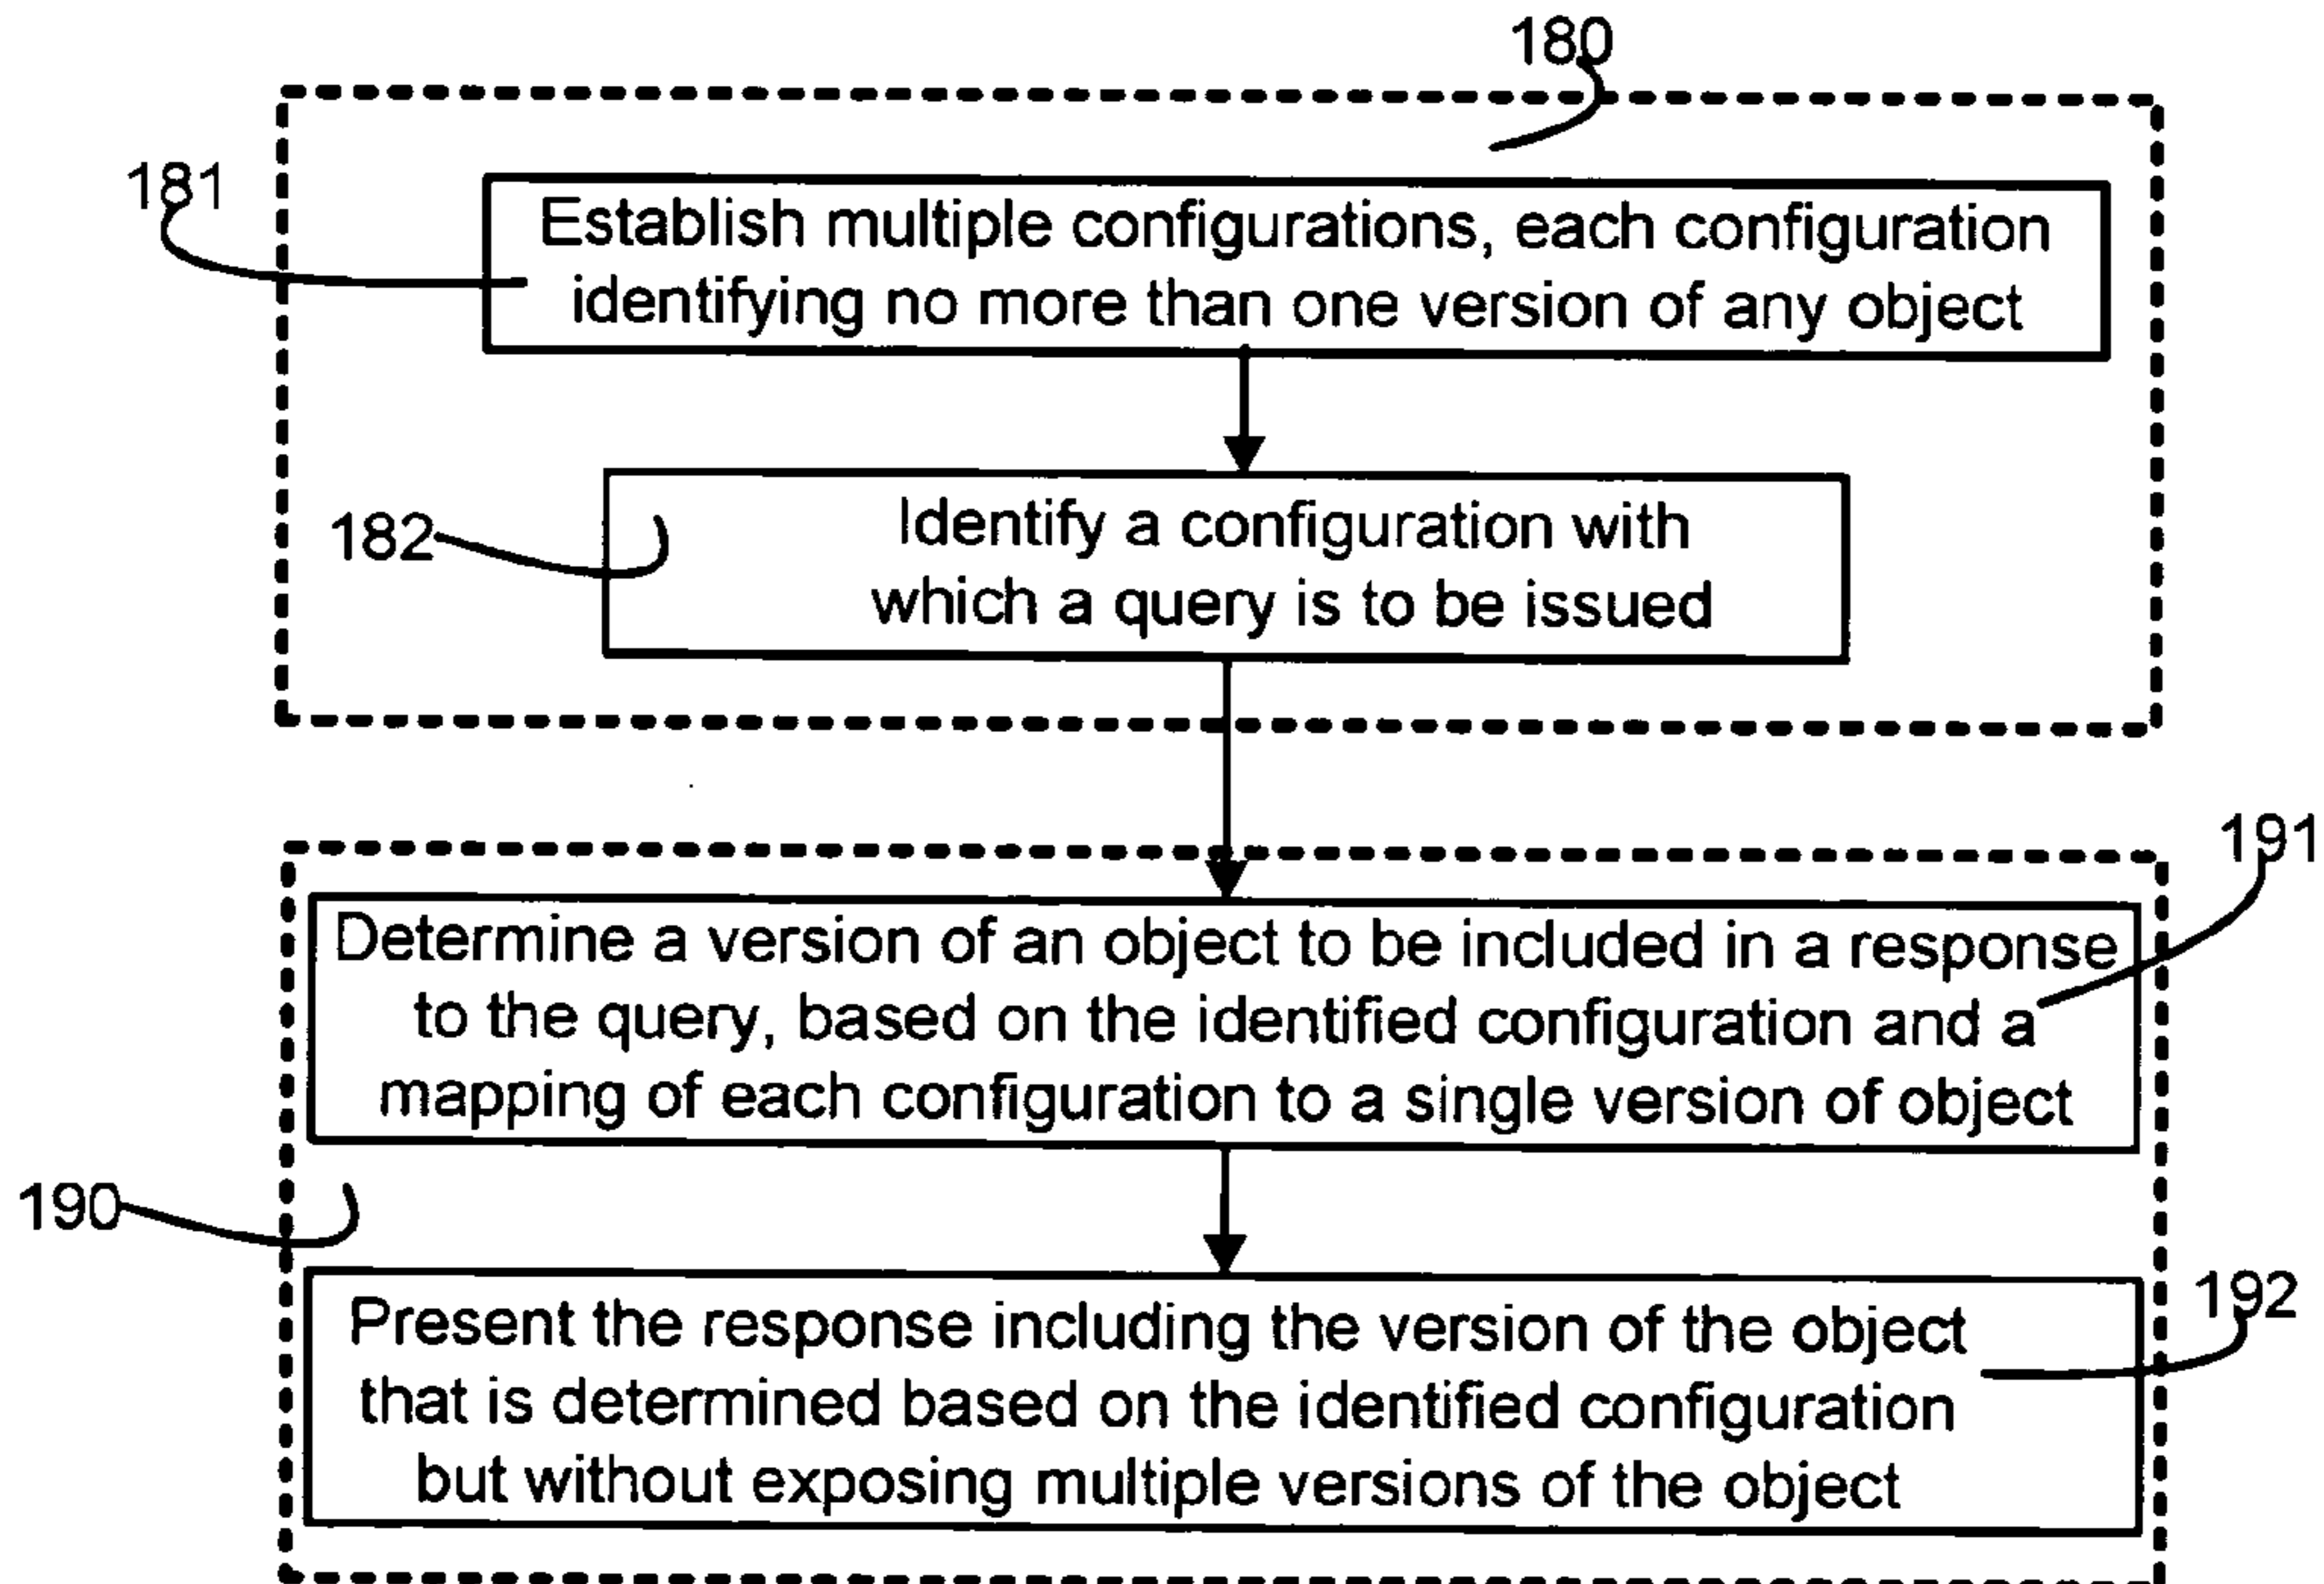 180
181
Establish multiple configurations, each configuration
identifying no more than one version of any object
182
Identify a configuration with
which a query is to be issued
191
Determine a version of an object to be included in a response
to the query, based on the identified configuration and a
mapping of each configuration to a single version of object
190
192
Present the response including the version of the object
that is determined based on the identified configuration
but without exposing multiple versions of the object